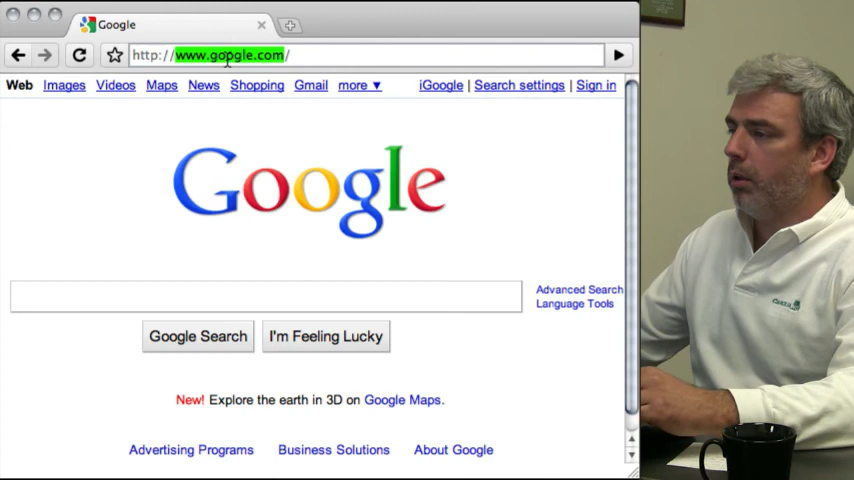 Google
http://www.google.com/
Web Images Videos Maps News Shopping Gmail more ▼ iGoogle | Search settings | Sign in
Google
Advanced Search
Language Tools
Google Search I'm Feeling Lucky
New! Explore the earth in 3D on Google Maps.
Advertising Programs Business Solutions About Google